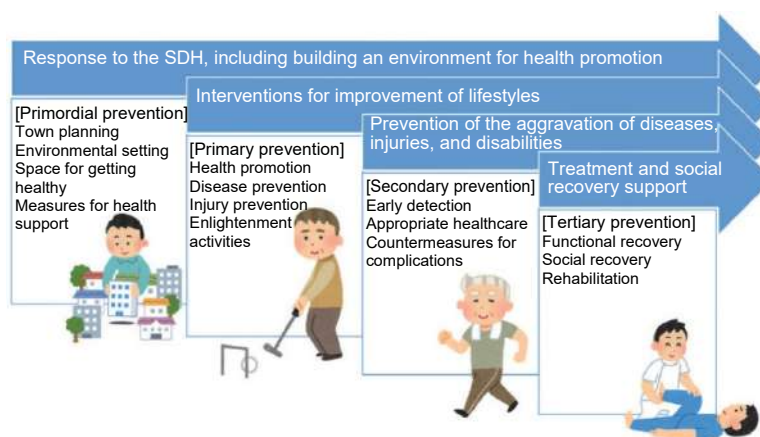 Response to the SDH, including building an environment for health promotion
Interventions for improvement of lifestyles
Prevention of the aggravation of diseases,
injuries, and disabilities
Treatment and social
recovery support
[Primordial prevention]
Town planning
Environmental setting
Space for getting
healthy
Measures for health
support
[Primary prevention]
Health promotion
Disease prevention
Injury prevention
Enlightenment
activities
[Secondary prevention]
Early detection
Appropriate healthcare
Countermeasures for
complications
[Tertiary prevention]
Functional recovery
Social recovery
Rehabilitation